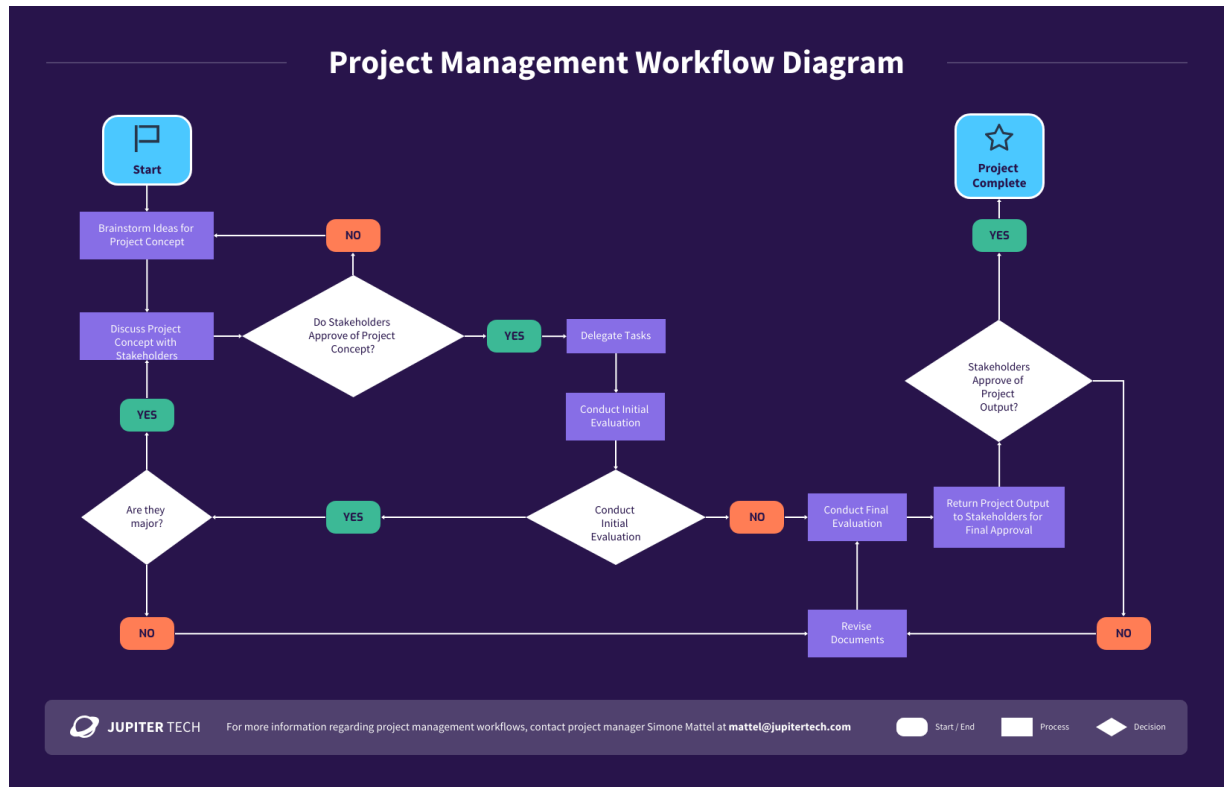 Project Management Workflow Diagram
Start
Project
Complete
Brainstorm Ideas for
Project Concept
NO
YES
Discuss Project
Concept with
Stakeholders
Do Stakeholders
Approve of Project
Concept?
YES
Delegate Tasks
Stakeholders
Approve of
Project
Output?
YES
Conduct Initial
Evaluation
Are they
major?
YES
Conduct
Initial
Evaluation
NO
Conduct Final
Evaluation
Return Project Output
to Stakeholders for
Final Approval
NO
Revise
Documents
NO
JUPITER TECH
For more information regarding project management workflows, contact project manager Simone Mattel at mattel@jupitertech.com
Start / End
Process
Decision